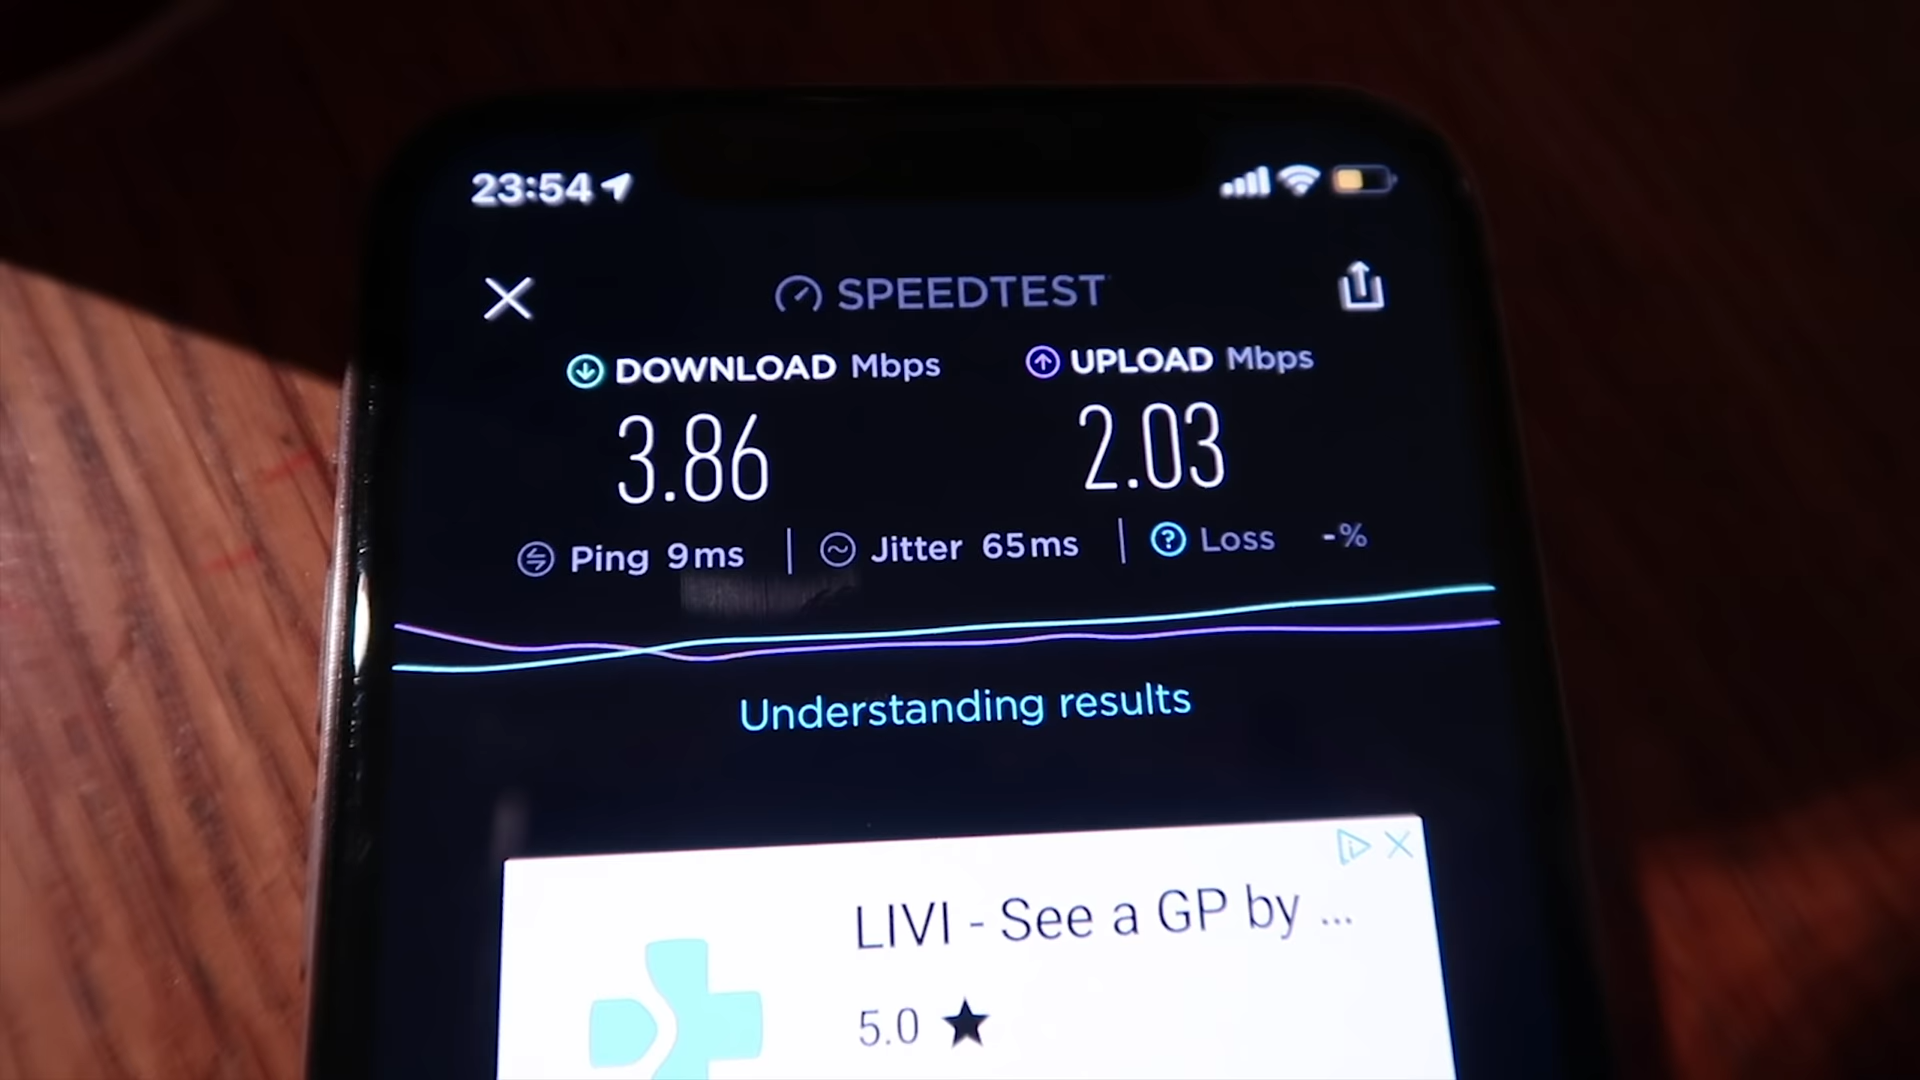 23:54
SPEEDTEST
DOWNLOAD Mbps UPLOAD Mbps
3.86 2.03
Ping 9ms Jitter 65ms Loss -%
Understanding results
LIVI - See a GP by ...
5.0 ★